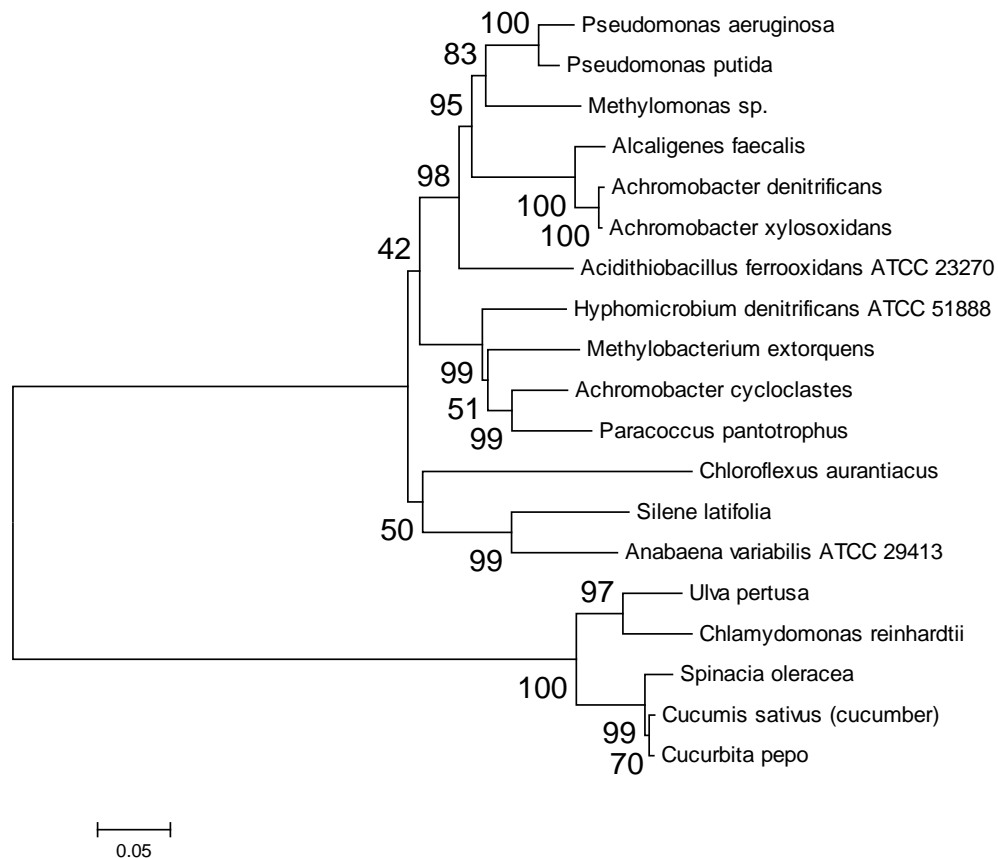 100
Pseudomonas aeruginosa
83
Pseudomonas putida
95
Methylomonas sp.
Alcaligenes faecalis
98
Achromobacter denitrificans
100
Achromobacter xylosoxidans
100
42
Acidithiobacillus ferrooxidans ATCC 23270
Hyphomicrobium denitrificans ATCC 51888
Methylobacterium extorquens
99
Achromobacter cycloclastes
51
Paracoccus pantotrophus
99
Chloroflexus aurantiacus
Silene latifolia
50
Anabaena variabilis ATCC 29413
99
97
Ulva pertusa
Chlamydomonas reinhardtii
Spinacia oleracea
100
Cucumis sativus (cucumber)
99
Cucurbita pepo
70
0.05